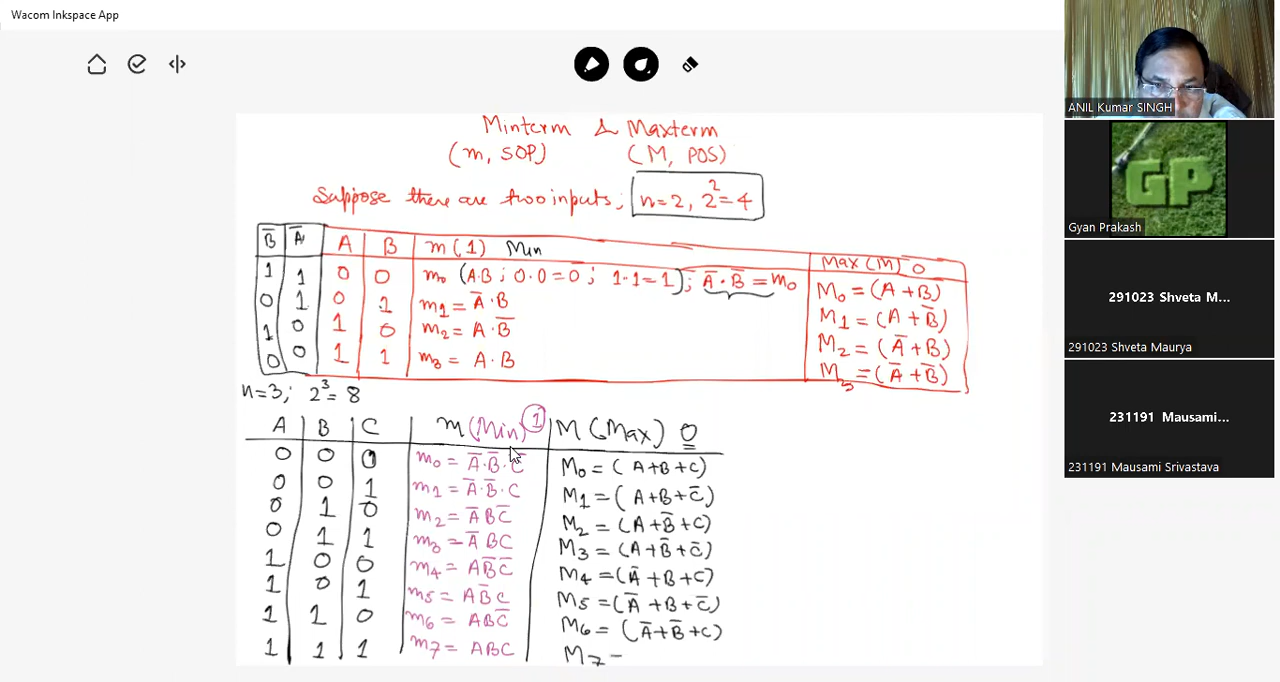 Wacom Inkspace App
Minterm & Maxterm
(m, SOP) (M, POS)
Suppose there are two inputs; n=2, 2²=4
B̅ A̅ A B m(1) Min Max (M) 0
1 1 0 0 m₀ (A·B ; 0·0=0 ; 1·1=1); A̅·B̅ = m₀ M₀ = (A+B)
0 1 0 1 m₁ = A̅·B M₁ = (A+B̅)
1 0 1 0 m₂ = A·B̅ M₂ = (A̅+B)
0 0 1 1 m₃ = A·B M₃ = (A̅+B̅)
n=3; 2³=8
A B C m(Min) 1 M(Max) 0
0 0 0 m₀ = A̅·B̅·C̅ M₀ = (A+B+C)
0 0 1 m₁ = A̅·B̅·C M₁ = (A+B+C̅)
0 1 0 m₂ = A̅BC̅ M₂ = (A+B̅+C)
0 1 1 m₃ = A̅BC M₃ = (A+B̅+C̅)
1 0 0 m₄ = AB̅C̅ M₄ = (A̅+B+C)
1 0 1 m₅ = AB̅C M₅ = (A̅+B+C̅)
1 1 0 m₆ = ABC̅ M₆ = (A̅+B̅+C)
1 1 1 m₇ = ABC M₇ =
ANIL Kumar SINGH
GP
Gyan Prakash
291023 Shveta M...
291023 Shveta Maurya
231191 Mausami...
231191 Mausami Srivastava